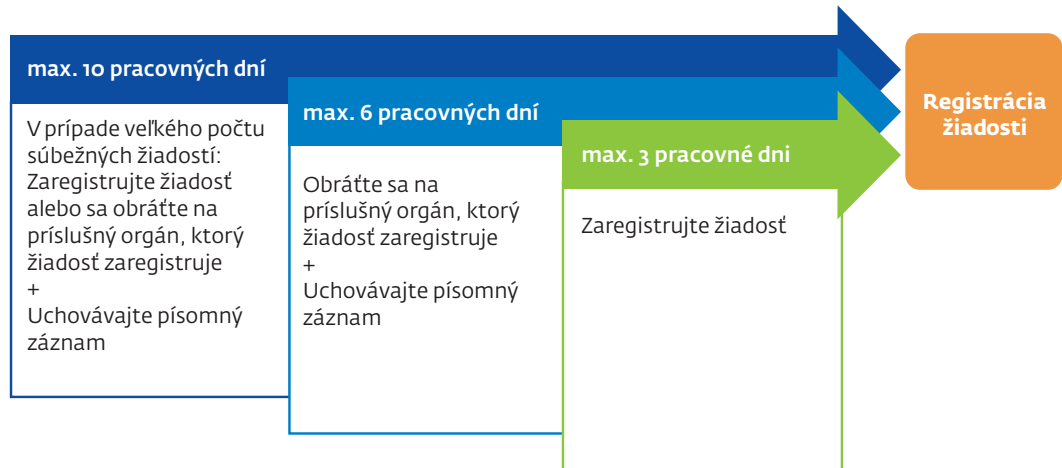 max. 10 pracovných dní
V prípade veľkého počtu
súbežných žiadostí:
Zaregistrujte žiadosť
alebo sa obráťte na
príslušný orgán, ktorý
žiadosť zaregistruje
+
Uchovávajte písomný
záznam
max. 6 pracovných dní
Obráťte sa na
príslušný orgán, ktorý
žiadosť zaregistruje
+
Uchovávajte písomný
záznam
max. 3 pracovné dni
Zaregistrujte žiadosť
Registrácia
žiadosti